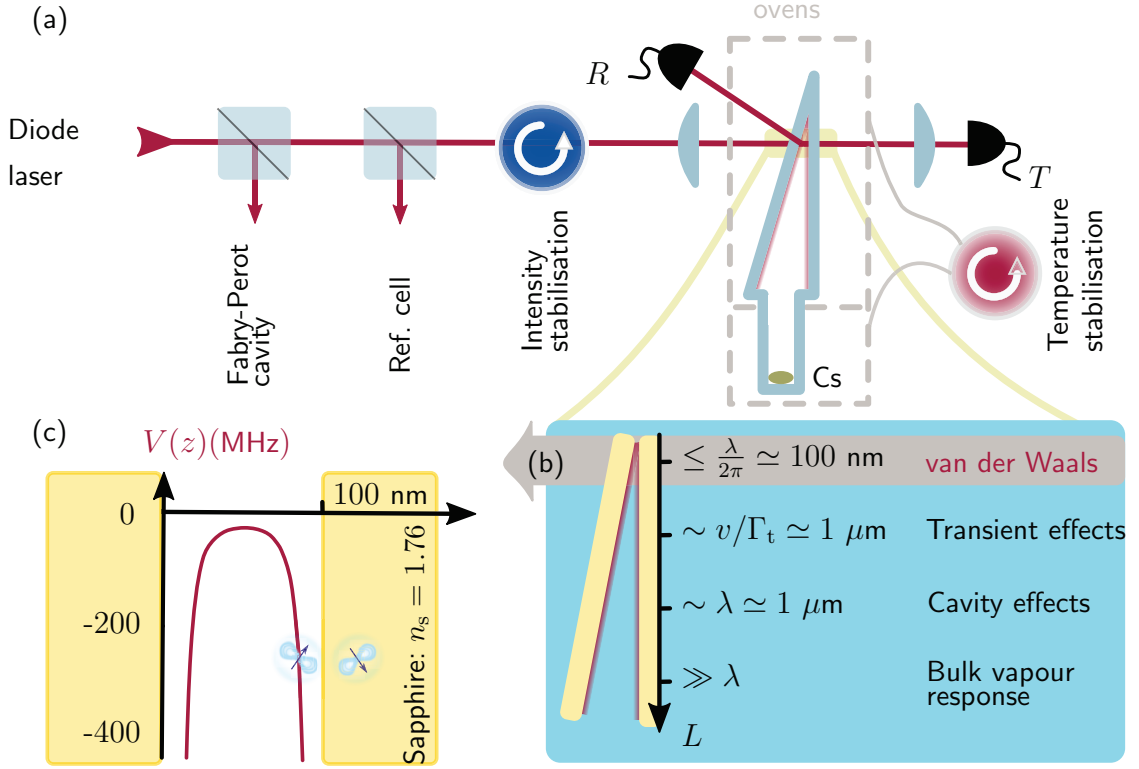 (a)
ovens
R
Diode
laser
T
Fabry-Perot
cavity
Ref. cell
Intensity
stabilisation
Temperature
stabilisation
Cs
(c)
V(z)(MHz)
100 nm
0
-200
-400
Sapphire: nₛ = 1.76
(b)
≤ λ/2π ≃ 100 nm
van der Waals
∼ v/Γₜ ≃ 1 μm
Transient effects
∼ λ ≃ 1 μm
Cavity effects
≫ λ
Bulk vapour
response
L